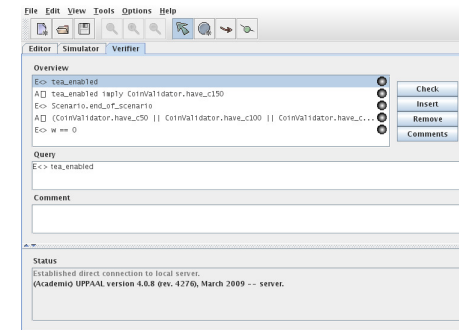 File Edit View Tools Options Help
Editor Simulator Verifier
Overview
E<> tea_enabled
A[] tea_enabled imply CoinValidator.have_c150
E<> Scenario.end_of_scenario
A[] (CoinValidator.have_c50 || CoinValidator.have_c100 || CoinValidator.have_c...
E<> w == 0
Check
Insert
Remove
Comments
Query
E<> tea_enabled
Comment
Status
Established direct connection to local server.
(Academic) UPPAAL version 4.0.8 (rev. 4276), March 2009 -- server.